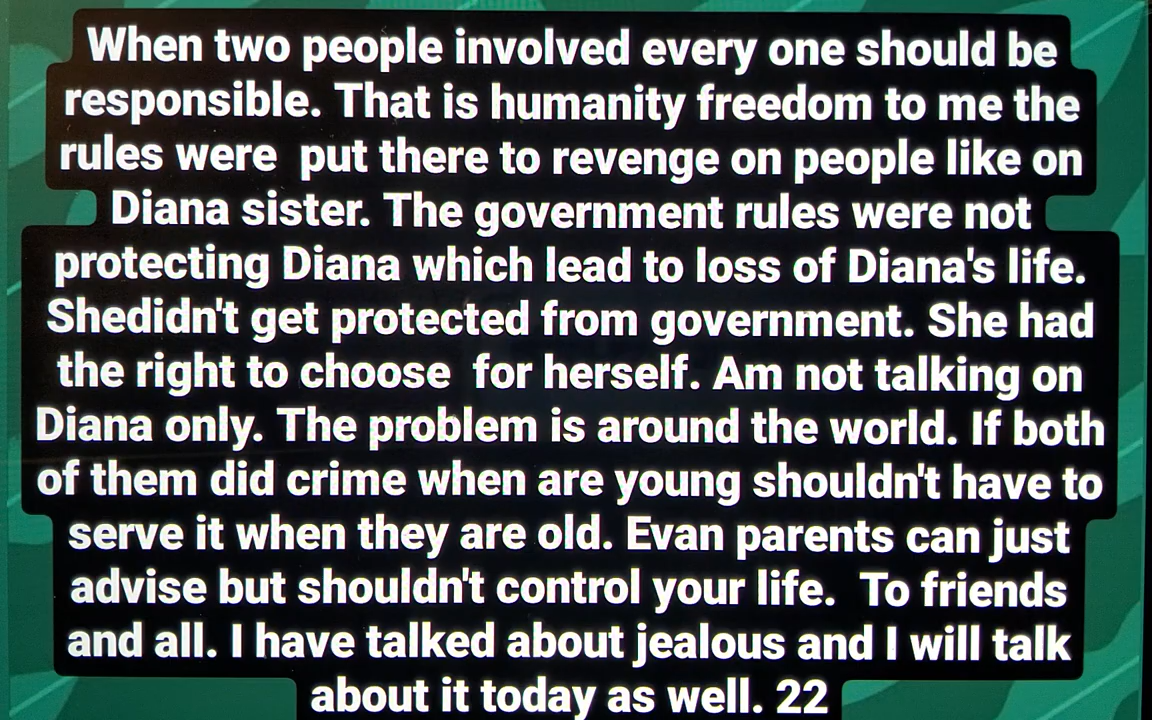 When two people involved every one should be
responsible. That is humanity freedom to me the
rules were  put there to revenge on people like on
Diana sister. The government rules were not
protecting Diana which lead to loss of Diana's life.
Shedidn't get protected from government. She had
the right to choose  for herself. Am not talking on
Diana only. The problem is around the world. If both
of them did crime when are young shouldn't have to
serve it when they are old. Evan parents can just
advise but shouldn't control your life.  To friends
and all. I have talked about jealous and I will talk
about it today as well. 22